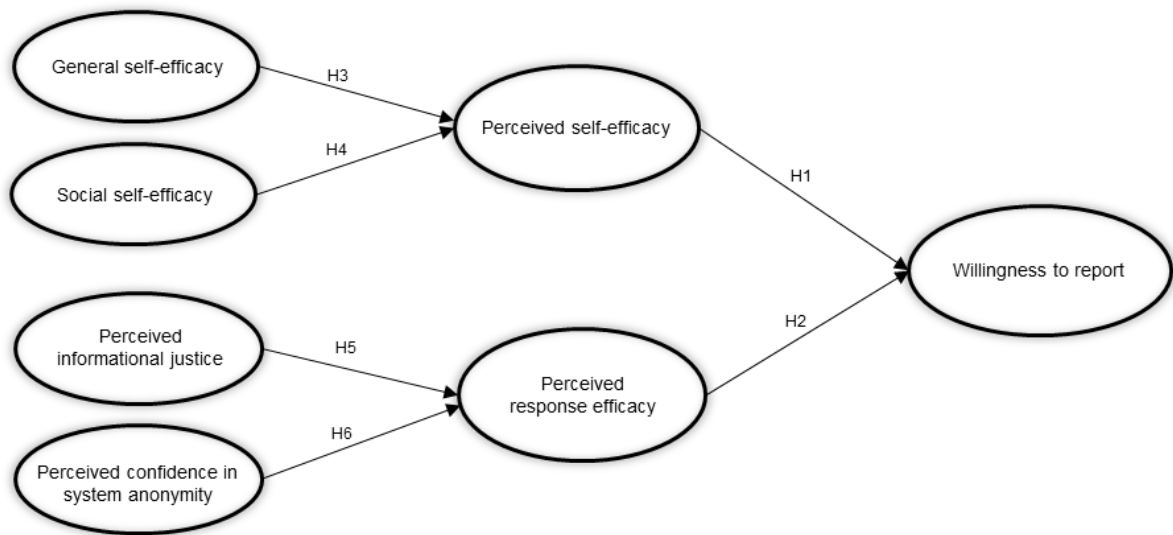 General self-efficacy
H3
Perceived self-efficacy
H4
Social self-efficacy
H1
Willingness to report
Perceived
informational justice
H5
H2
Perceived
response efficacy
H6
Perceived confidence in
system anonymity